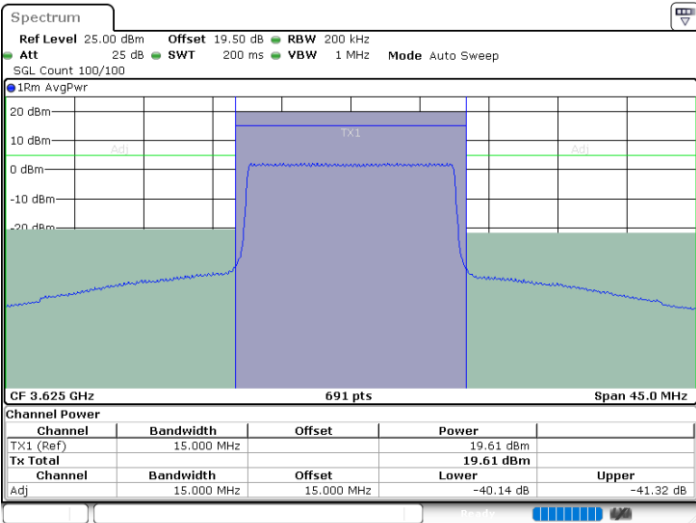 Spectrum
Ref Level 25.00 dBm Offset 19.50 dB RBW 200 kHz
Att 25 dB SWT 200 ms VBW 1 MHz Mode Auto Sweep
SGL Count 100/100
1Rm AvgPwr
20 dBm
TX1
10 dBm
Adj Adj
0 dBm
-10 dBm
-20 dBm
CF 3.625 GHz 691 pts Span 45.0 MHz
Channel Power
Channel Bandwidth Offset Power
TX1 (Ref) 15.000 MHz 19.61 dBm
Tx Total 19.61 dBm
Channel Bandwidth Offset Lower Upper
Adj 15.000 MHz 15.000 MHz -40.14 dB -41.32 dB
Ready